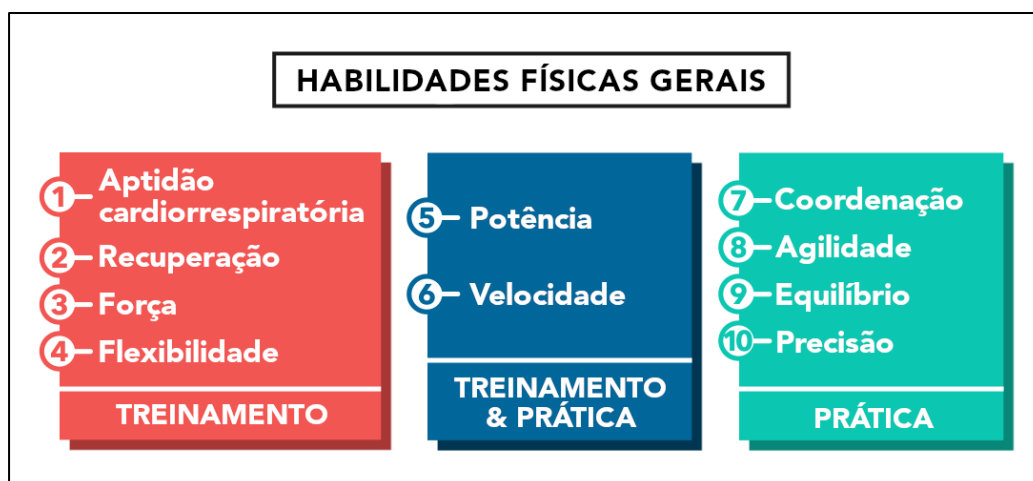 HABILIDADES FÍSICAS GERAIS
1 Aptidão
cardiorrespiratória
2 Recuperação
3 Força
4 Flexibilidade
TREINAMENTO
5 Potência
6 Velocidade
TREINAMENTO
& PRÁTICA
7 Coordenação
8 Agilidade
9 Equilíbrio
10 Precisão
PRÁTICA